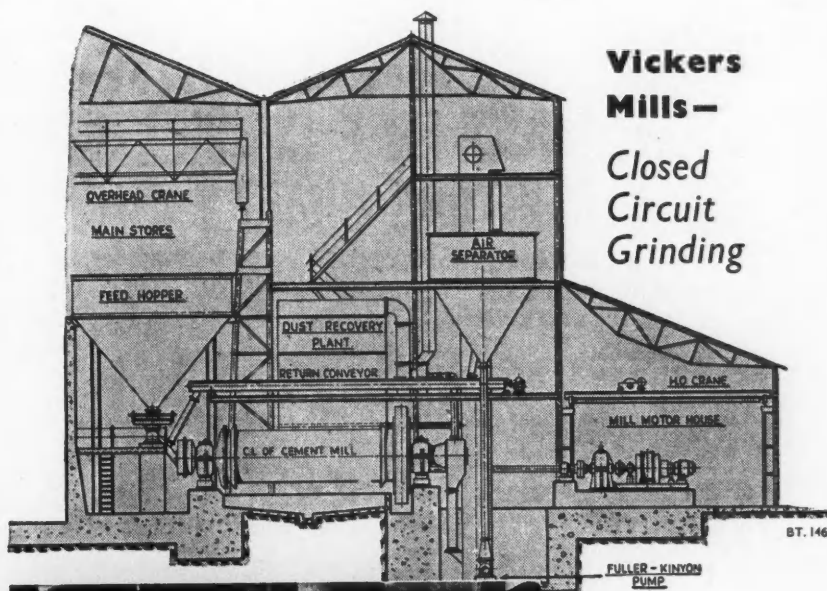 Vickers
Mills—
Closed
Circuit
Grinding
OVERHEAD CRANE
MAIN STORES
FEED HOPPER
AIR
SEPARATOR
DUST RECOVERY
PLANT
RETURN CONVEYOR
H.O CRANE
MILL MOTOR HOUSE
C/L OF CEMENT MILL
BT. 146
FULLER - KINYON
PUMP